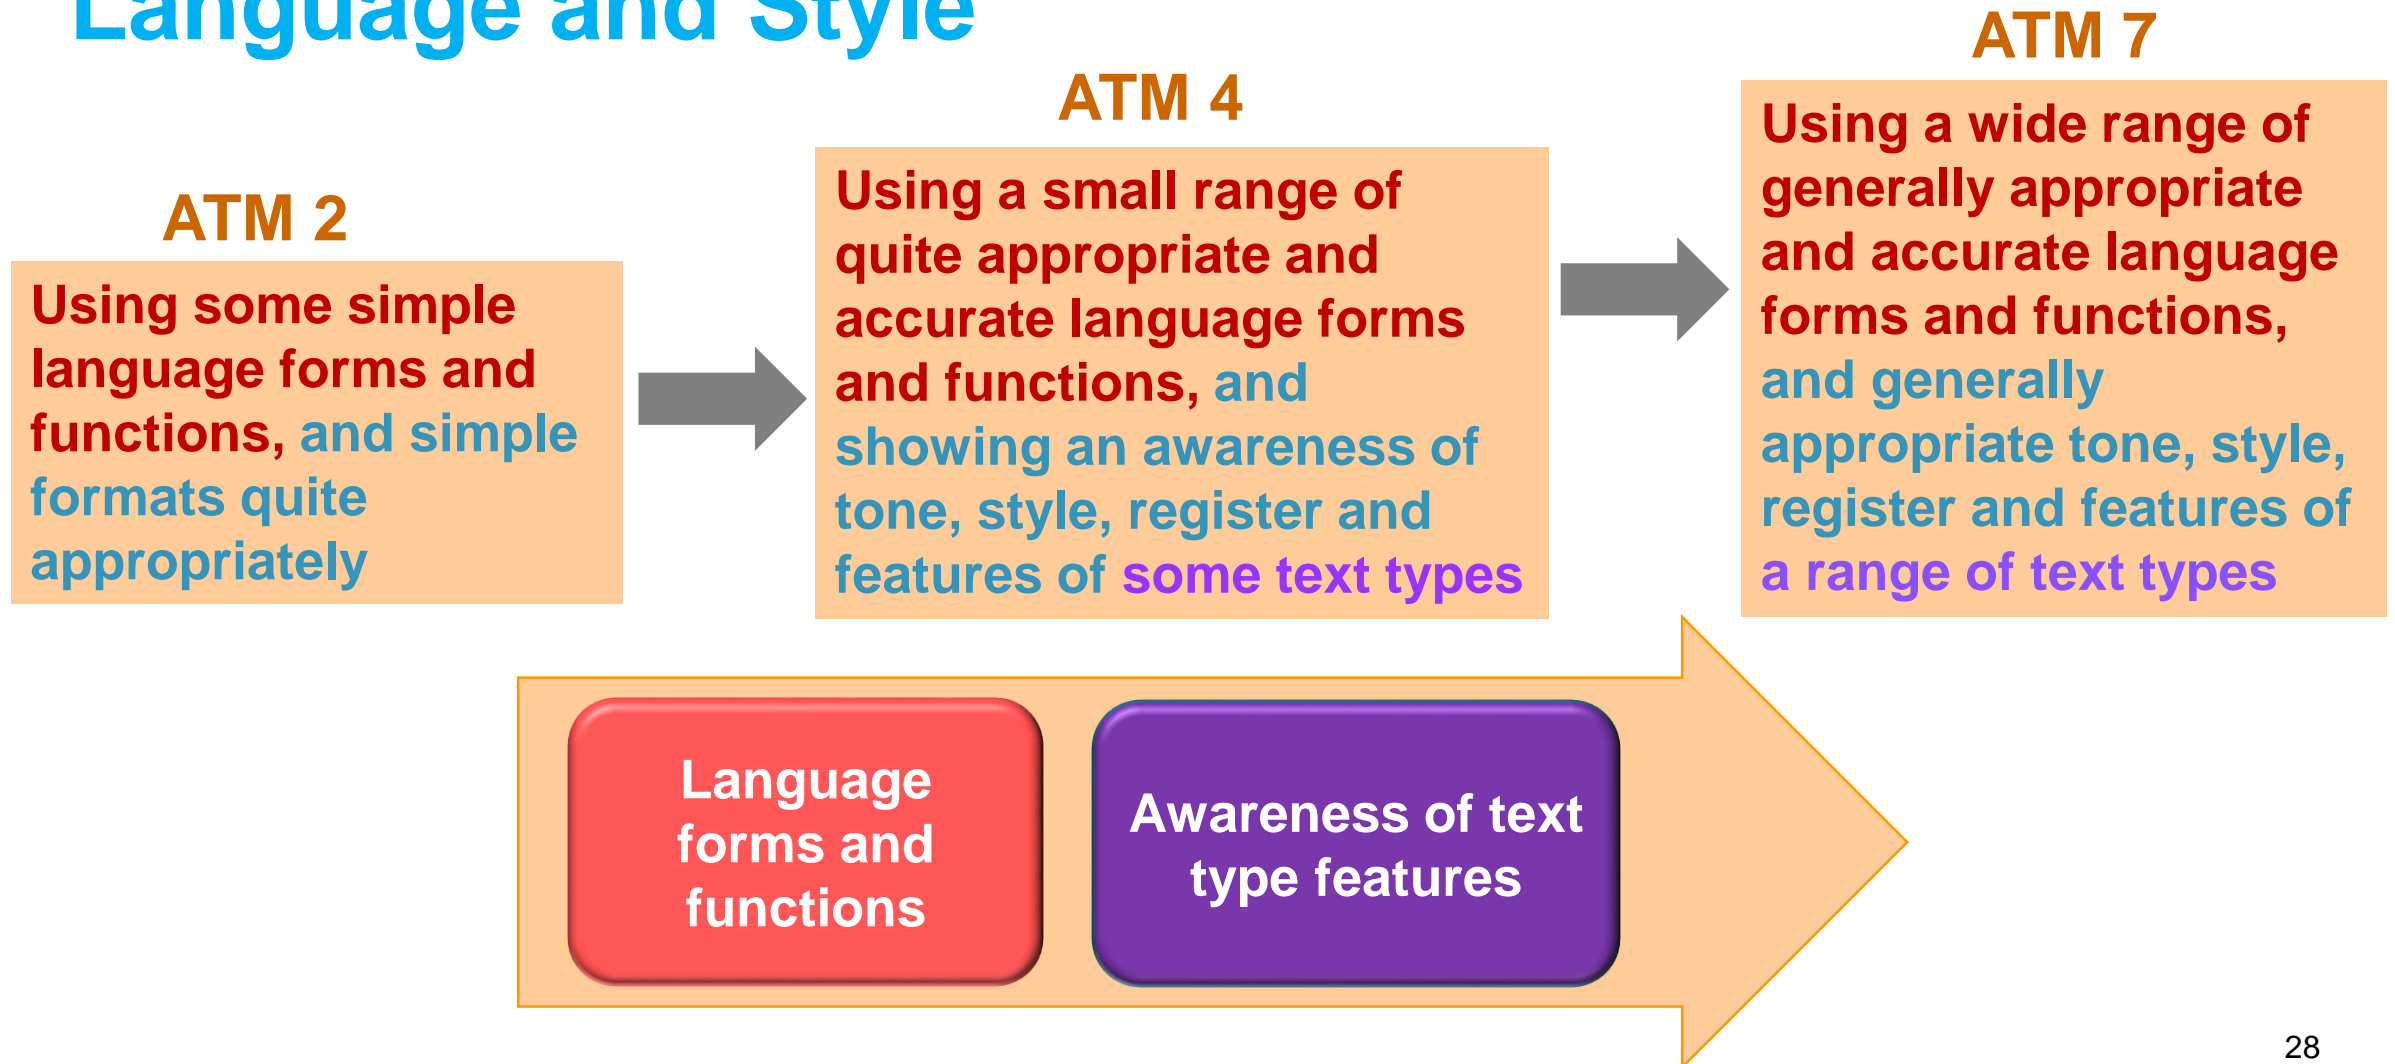 Language and Style
ATM 2
Using some simple
language forms and
functions, and simple
formats quite
appropriately
ATM 4
Using a small range of
quite appropriate and
accurate language forms
and functions, and
showing an awareness of
tone, style, register and
features of some text types
ATM 7
Using a wide range of
generally appropriate
and accurate language
forms and functions,
and generally
appropriate tone, style,
register and features of
a range of text types
Language
forms and
functions
Awareness of text
type features
28